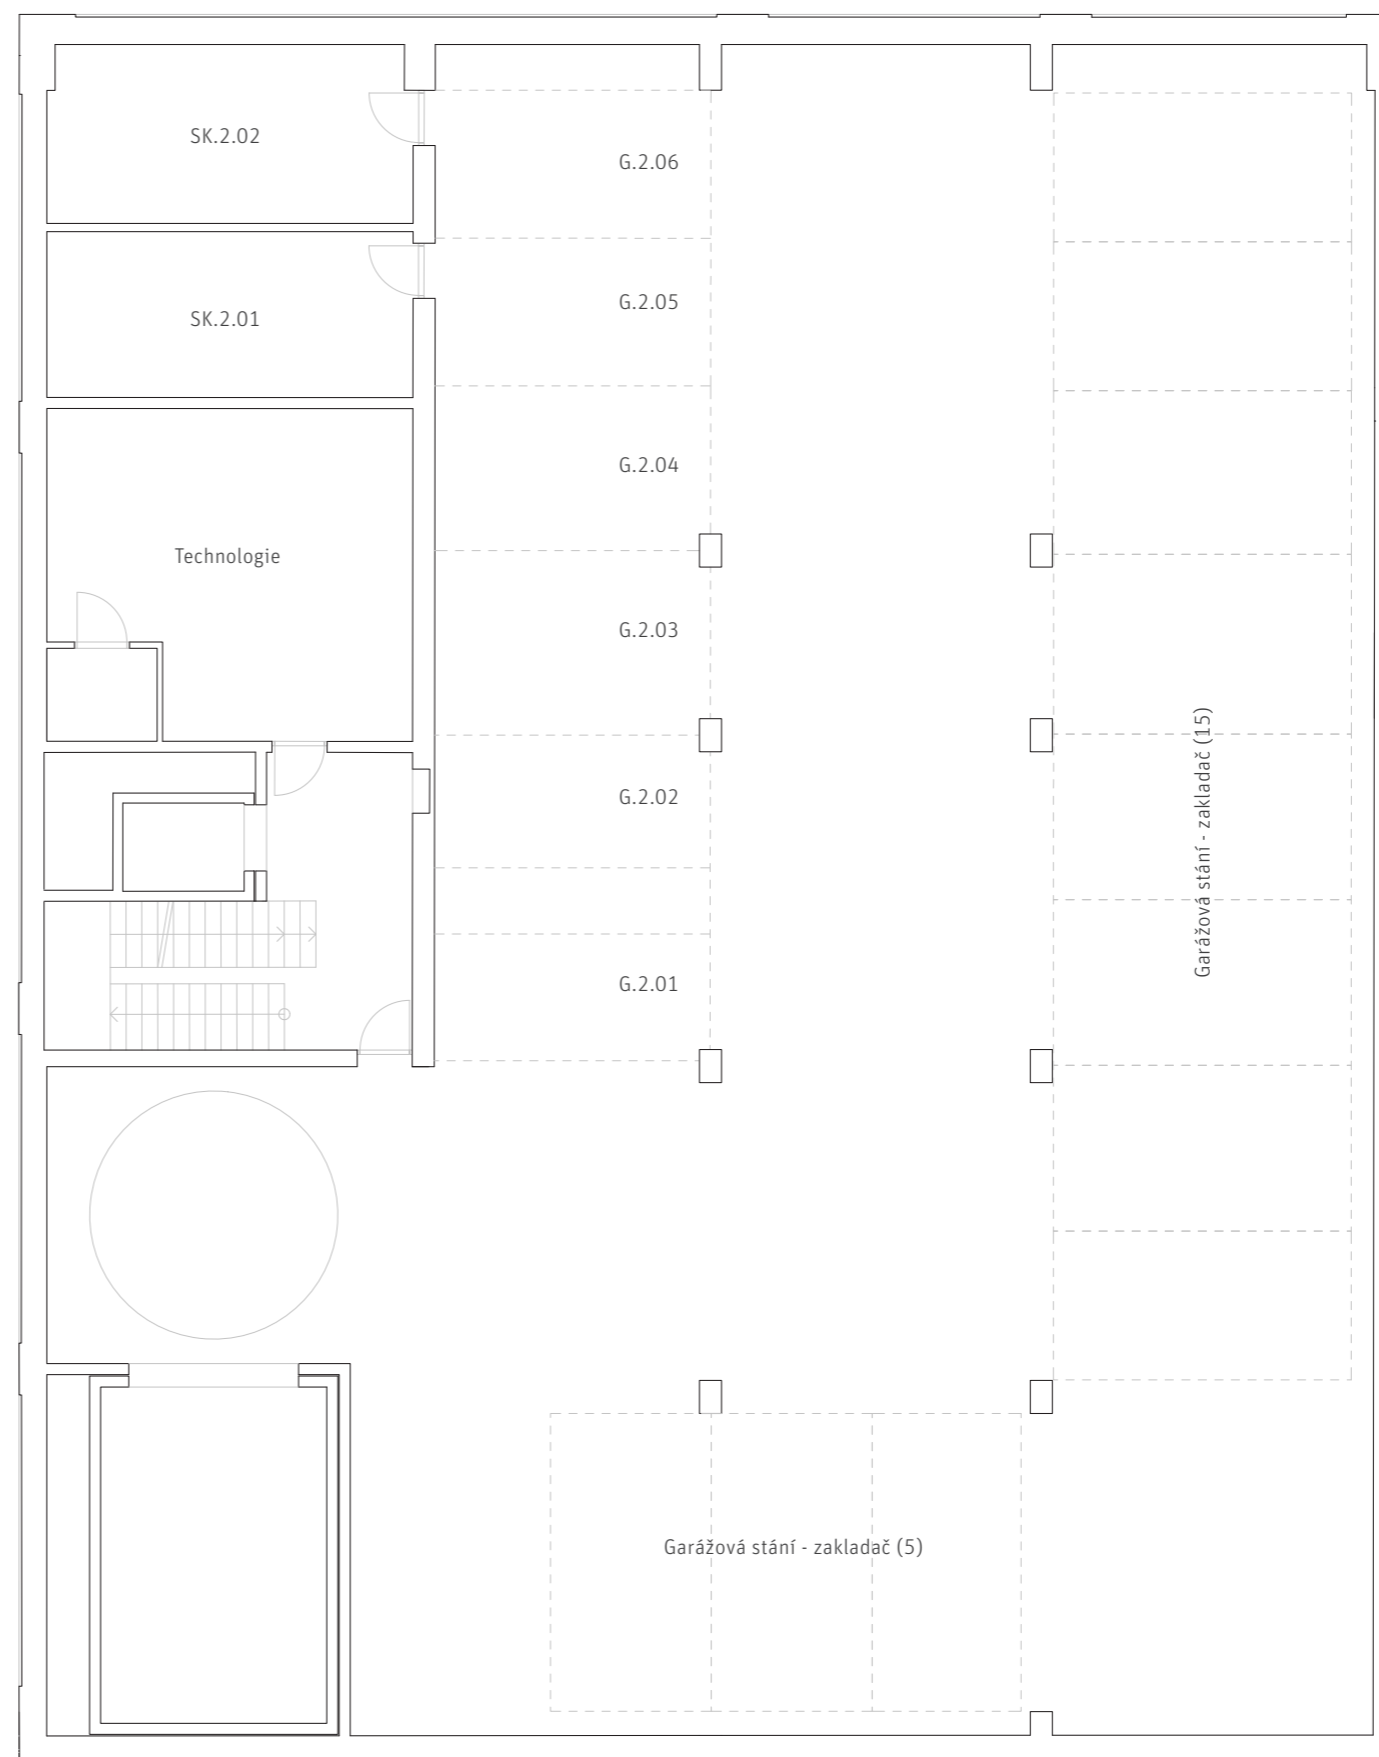 SK.2.02
G.2.06
G.2.05
SK.2.01
G.2.04
Technologie
G.2.03
G.2.02
Garážová stání - zakladač (15)
G.2.01
Garážová stání - zakladač (5)